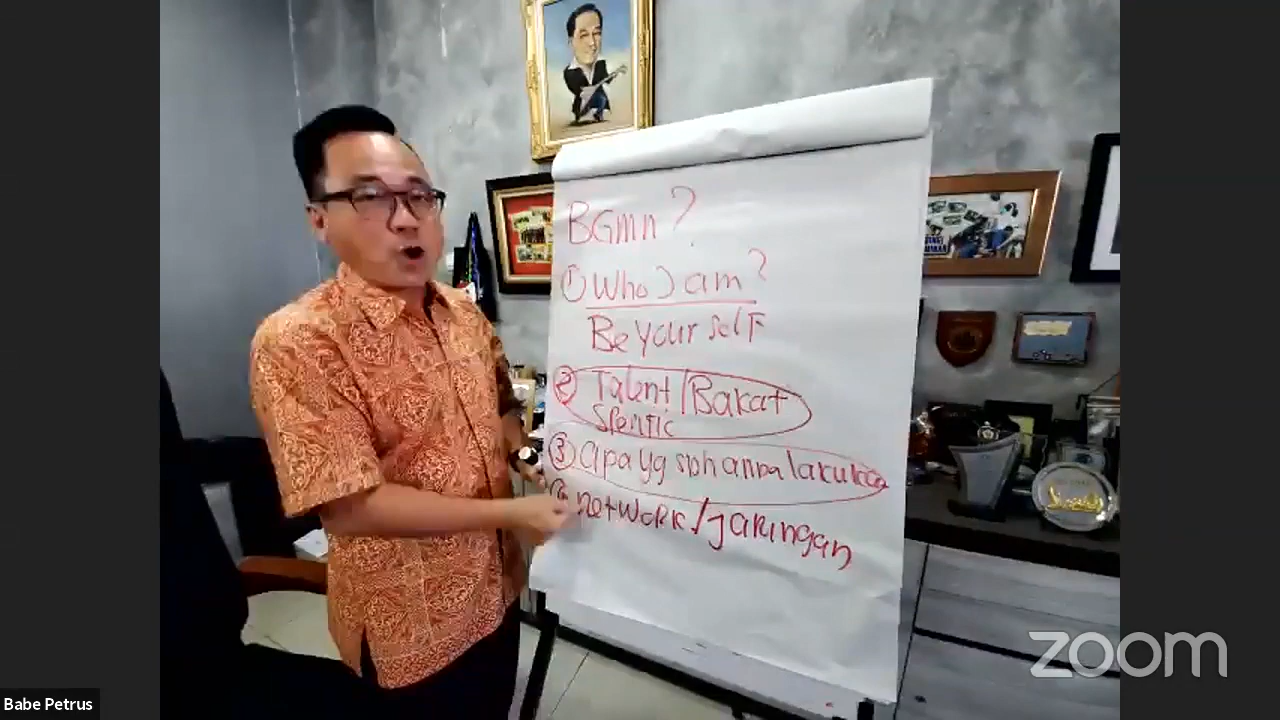 BGMn?
① Who I am?
Be your self
② Talent/Bakat
Spesific
③ apa yg sdh anda lakukan
network/Jaringan
zoom
Babe Petrus